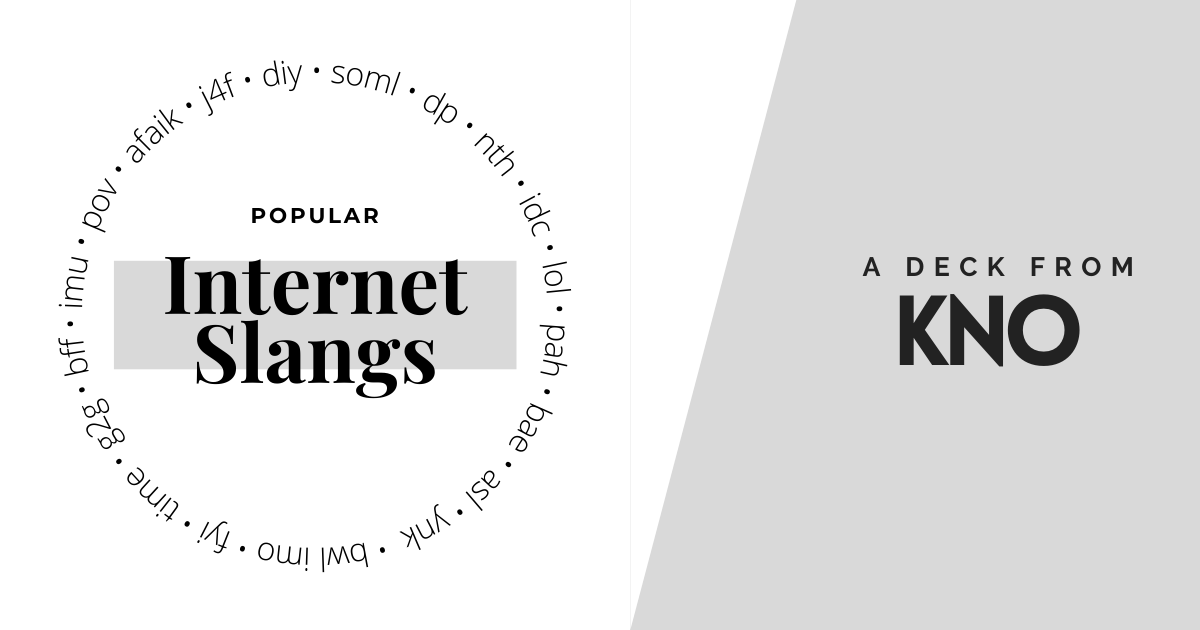 diy • soml • dp • nth • idc • lol • pah • bae • asl • ynk • bwl imo • fyi • time • g2g • bff • imu • pov • afaik • j4f •
POPULAR
Internet
Slangs
A DECK FROM
KNO